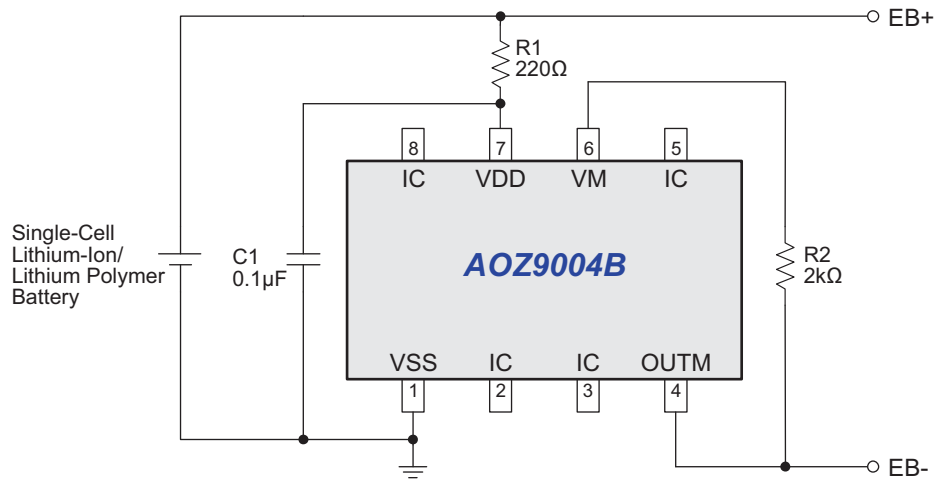 EB+
R1
220Ω
8
7
6
5
IC
VDD
VM
IC
Single-Cell
Lithium-Ion/
Lithium Polymer
Battery
C1
0.1µF
AOZ9004B
R2
2kΩ
VSS
IC
IC
OUTM
1
2
3
4
EB-